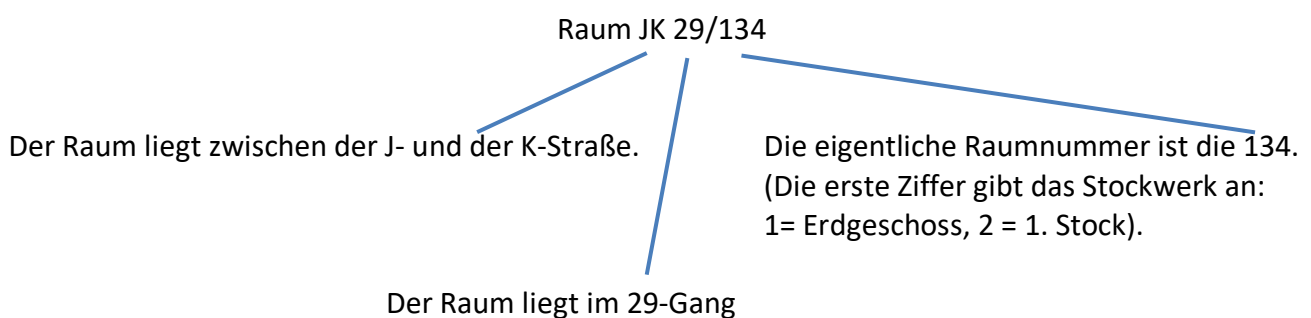 Raum JK 29/134
Der Raum liegt zwischen der J- und der K-Straße.
Die eigentliche Raumnummer ist die 134.
(Die erste Ziffer gibt das Stockwerk an:
1= Erdgeschoss, 2 = 1. Stock).
Der Raum liegt im 29-Gang